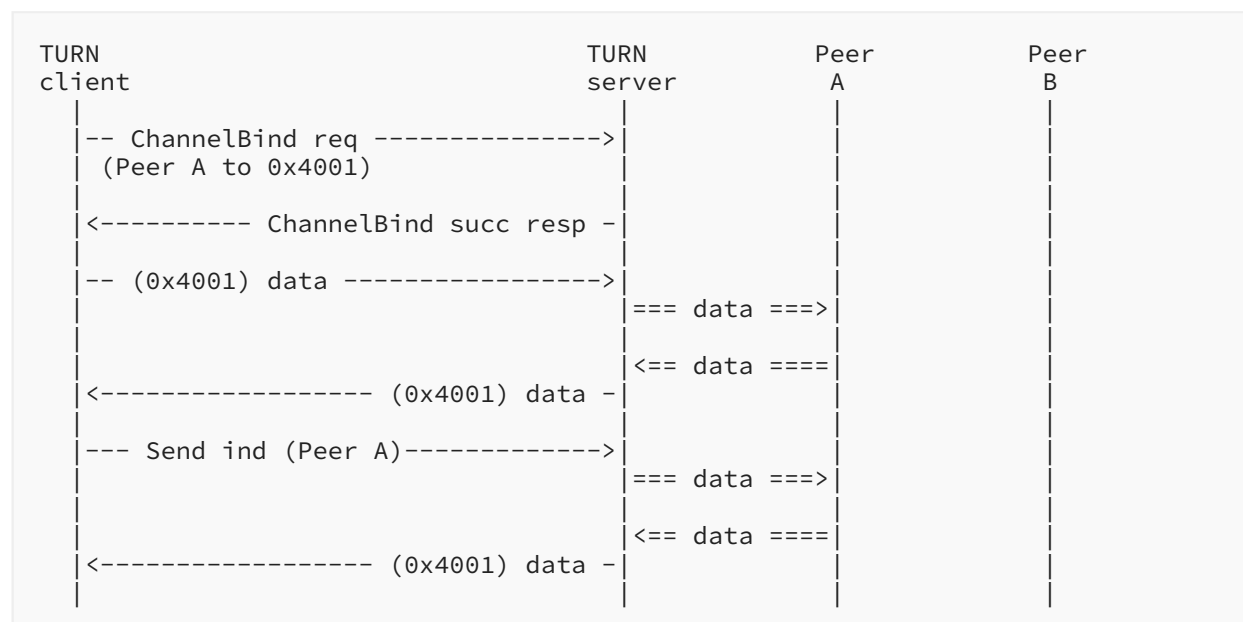 TURN TURN Peer Peer
client server A B
-- ChannelBind req --------------->
(Peer A to 0x4001)
<---------- ChannelBind succ resp -
-- (0x4001) data ----------------->
=== data ===>
<== data ====
<------------------ (0x4001) data -
--- Send ind (Peer A)------------->
=== data ===>
<== data ====
<------------------ (0x4001) data -